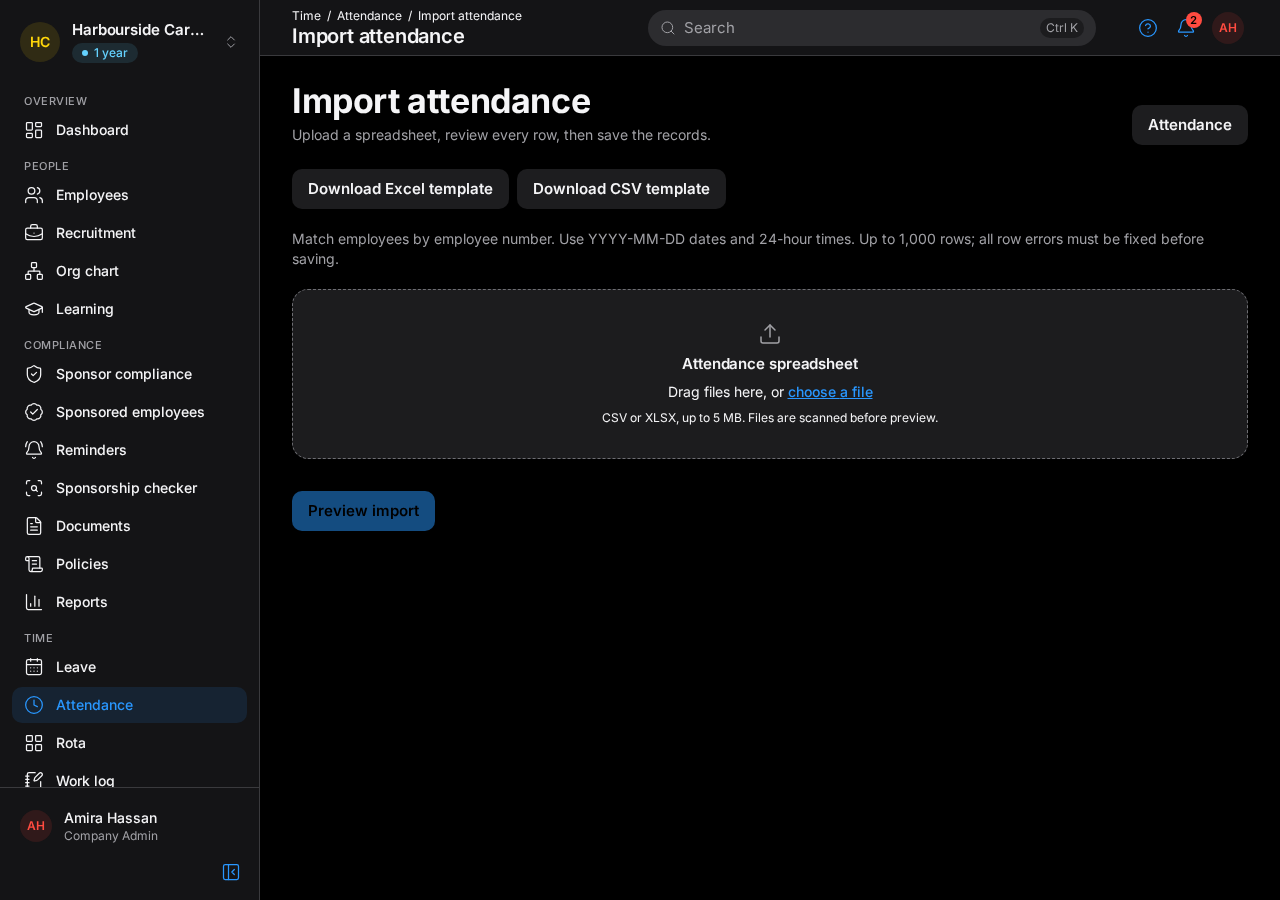 HC
Harbourside Car...
1 year
OVERVIEW
Dashboard
PEOPLE
Employees
Recruitment
Org chart
Learning
COMPLIANCE
Sponsor compliance
Sponsored employees
Reminders
Sponsorship checker
Documents
Policies
Reports
TIME
Leave
Attendance
Rota
Work log
AH
Amira Hassan
Company Admin
Time / Attendance / Import attendance
Import attendance
Search
Ctrl K
2
AH
Import attendance
Upload a spreadsheet, review every row, then save the records.
Attendance
Download Excel template
Download CSV template
Match employees by employee number. Use YYYY-MM-DD dates and 24-hour times. Up to 1,000 rows; all row errors must be fixed before
saving.
Attendance spreadsheet
Drag files here, or choose a file
CSV or XLSX, up to 5 MB. Files are scanned before preview.
Preview import